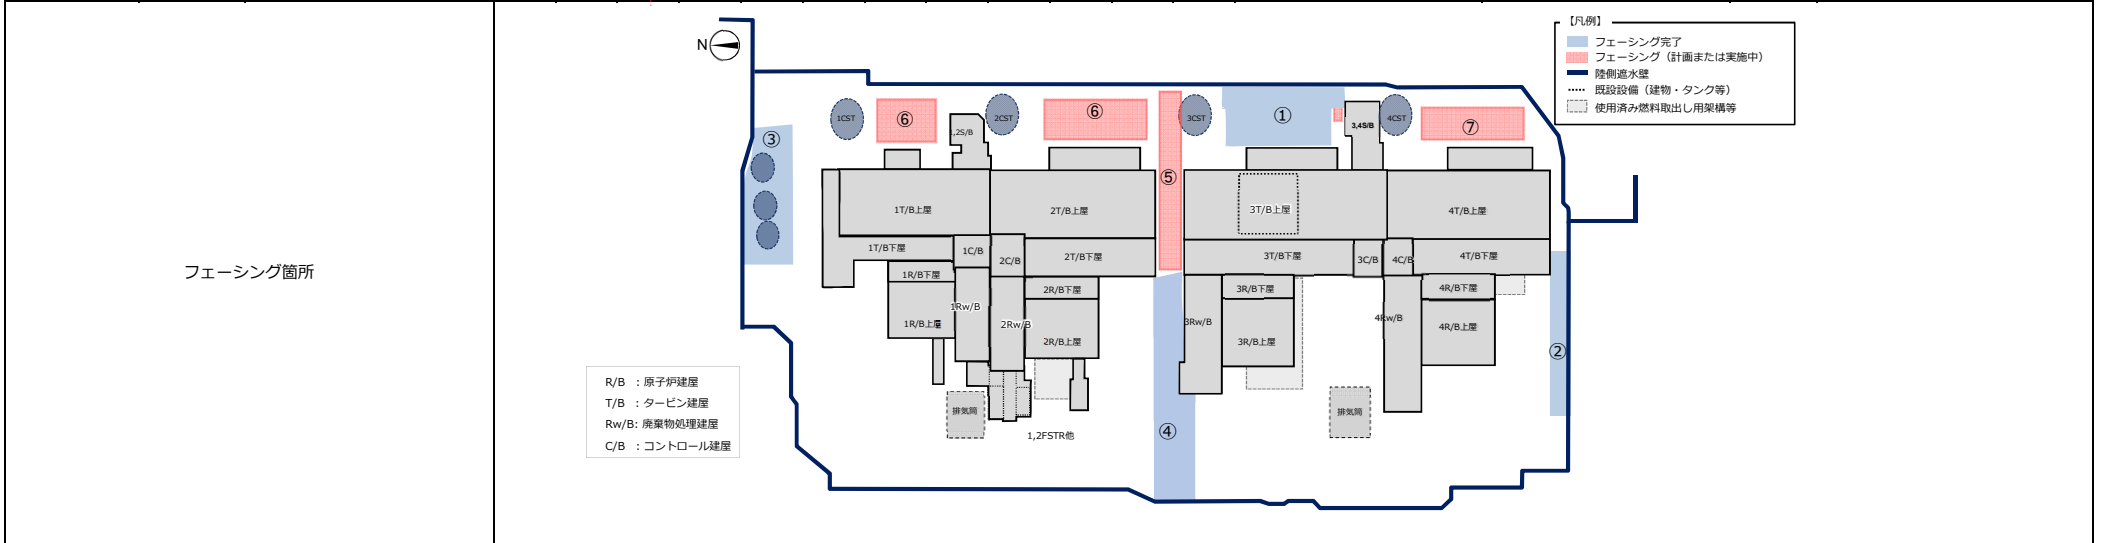 フェーシング箇所
N
【凡例】
フェーシング完了
フェーシング（計画または実施中）
陸側遮水壁
既設設備（建物・タンク等）
使用済み燃料取出し用架構等
1CST
⑥
1,2S/B
2CST
⑥
3CST
①
3,4S/B
4CST
⑦
③
⑤
1T/B上屋
2T/B上屋
3T/B上屋
4T/B上屋
1T/B下屋
1C/B
2C/B
2T/B下屋
3T/B下屋
3C/B
4C/B
4T/B下屋
1R/B下屋
2R/B下屋
3R/B下屋
4R/B下屋
1Rw/B
1R/B上屋
2Rw/B
2R/B上屋
3Rw/B
3R/B上屋
4Rw/B
4R/B上屋
②
排気筒
排気筒
④
1,2FSTR他
R/B ：原子炉建屋
T/B ：タービン建屋
Rw/B：廃棄物処理建屋
C/B ：コントロール建屋